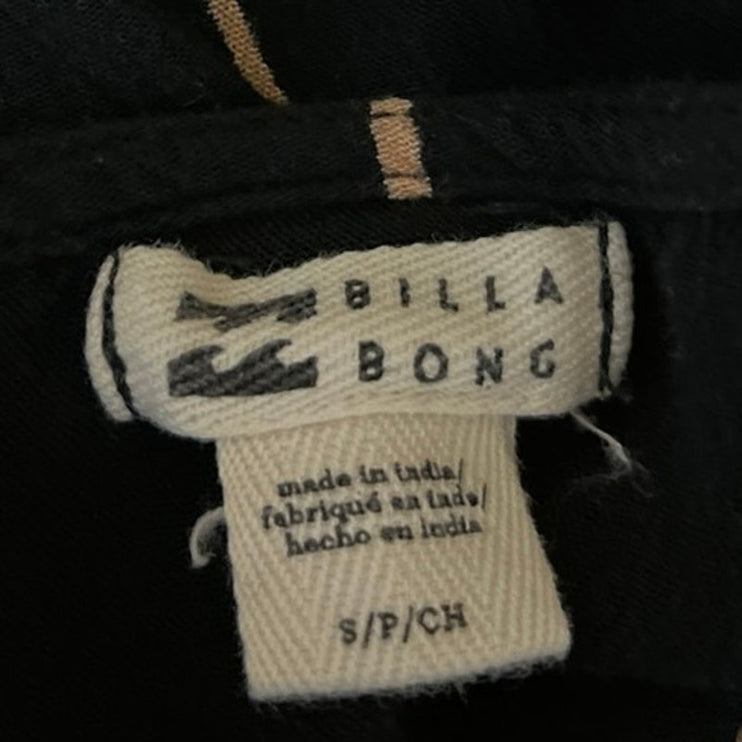 BILLA
BONG
made in india/
fabriqué en inde/
hecho en india
S/P/CH